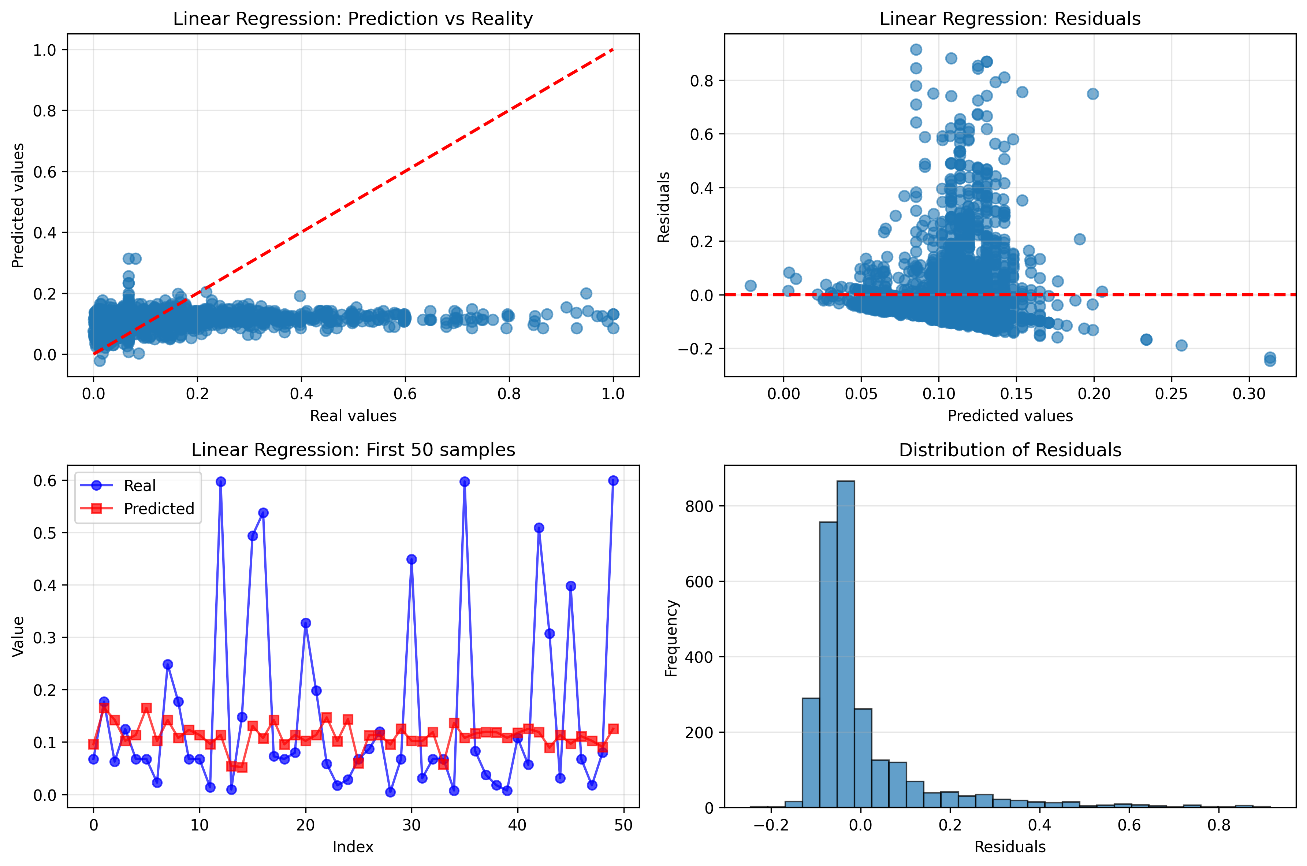 Linear Regression: Prediction vs Reality
Predicted values
1.0
0.8
0.6
0.4
0.2
0.0
0.0 0.2 0.4 0.6 0.8 1.0
Real values
Linear Regression: Residuals
Residuals
0.8
0.6
0.4
0.2
0.0
−0.2
0.00 0.05 0.10 0.15 0.20 0.25 0.30
Predicted values
Linear Regression: First 50 samples
Real
Predicted
Value
0.6
0.5
0.4
0.3
0.2
0.1
0.0
0 10 20 30 40 50
Index
Distribution of Residuals
Frequency
800
600
400
200
0
−0.2 0.0 0.2 0.4 0.6 0.8
Residuals